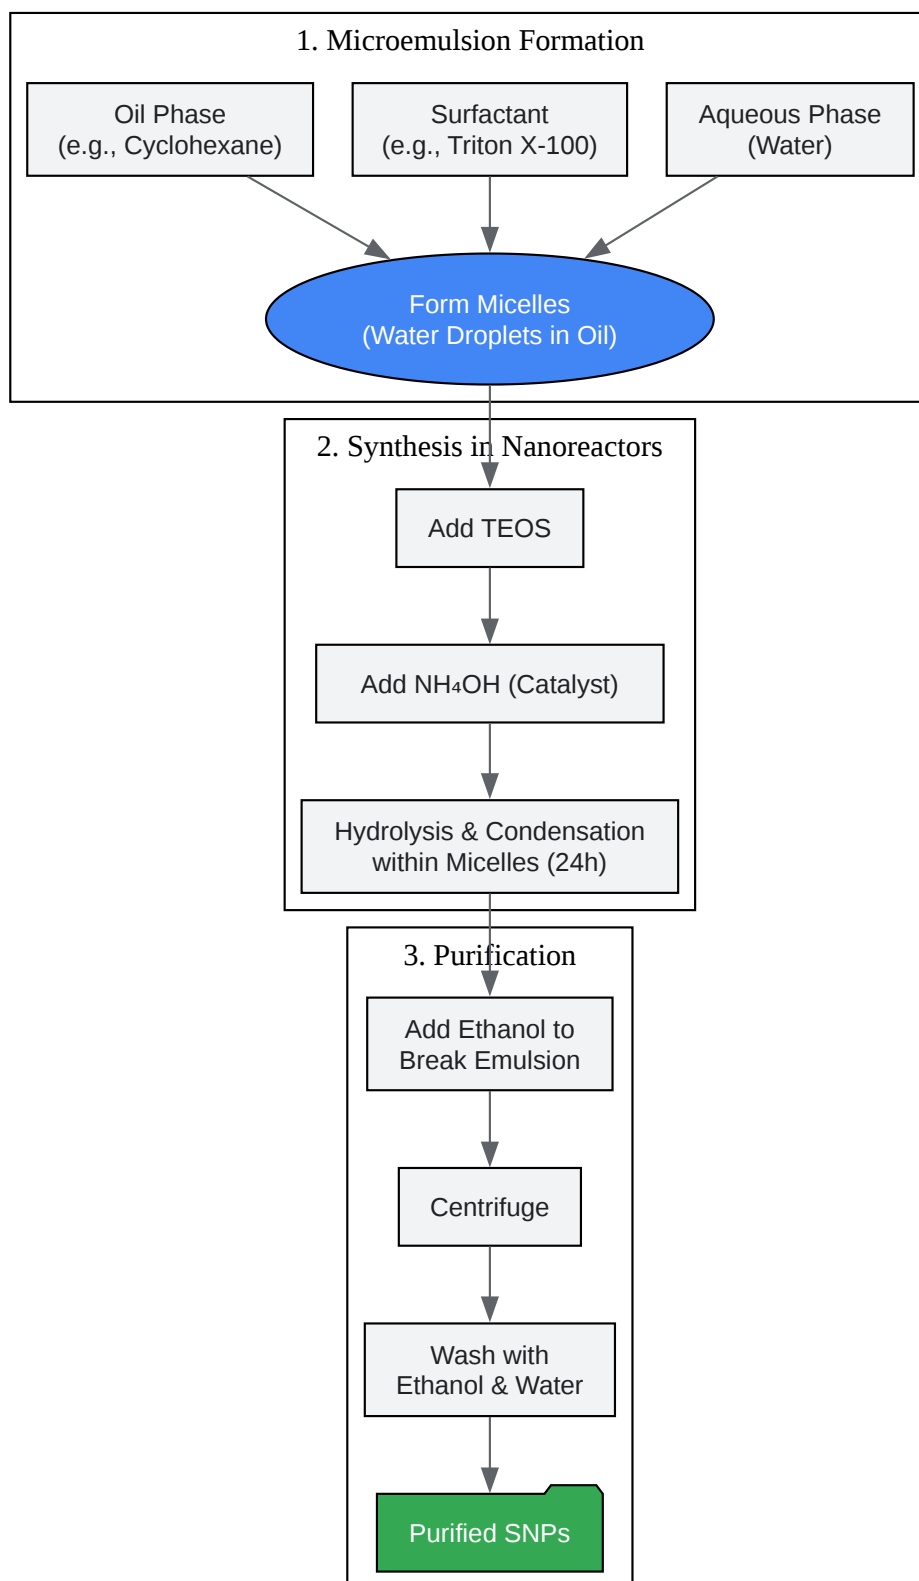 1. Microemulsion Formation
Oil Phase
(e.g., Cyclohexane)
Surfactant
(e.g., Triton X-100)
Aqueous Phase
(Water)
Form Micelles
(Water Droplets in Oil)
2. Synthesis in Nanoreactors
Add TEOS
Add NH₄OH (Catalyst)
Hydrolysis & Condensation
within Micelles (24h)
3. Purification
Add Ethanol to
Break Emulsion
Centrifuge
Wash with
Ethanol & Water
Purified SNPs